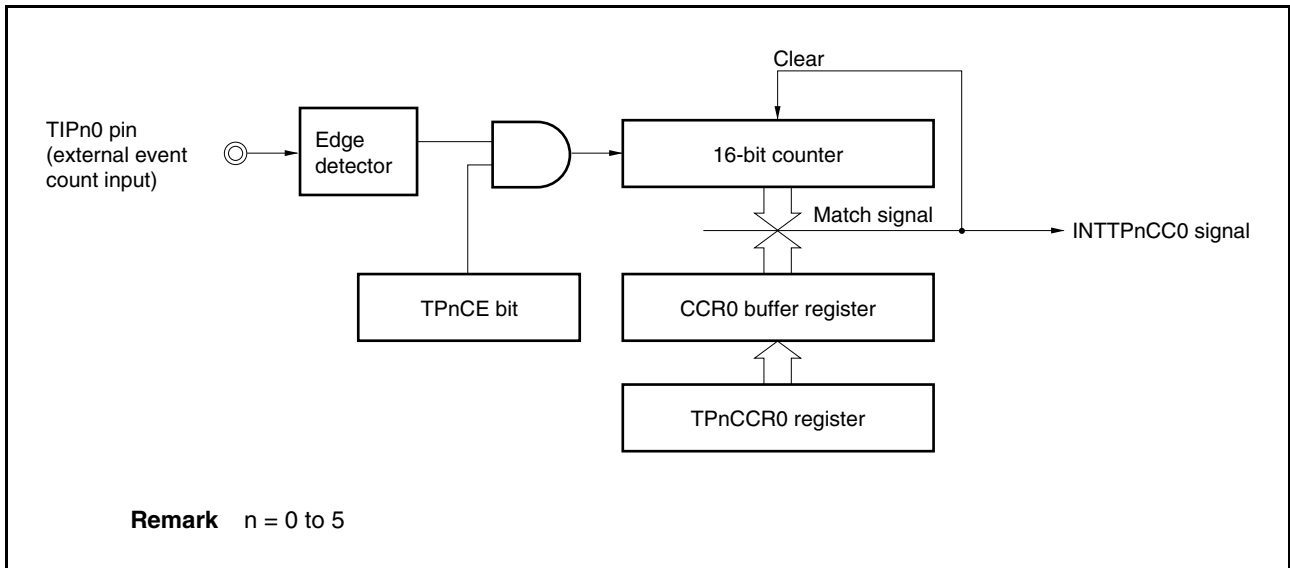 Clear
TIPn0 pin
(external event
count input)
Edge
detector
16-bit counter
Match signal
INTTPnCC0 signal
TPnCE bit
CCR0 buffer register
TPnCCR0 register
Remark n = 0 to 5